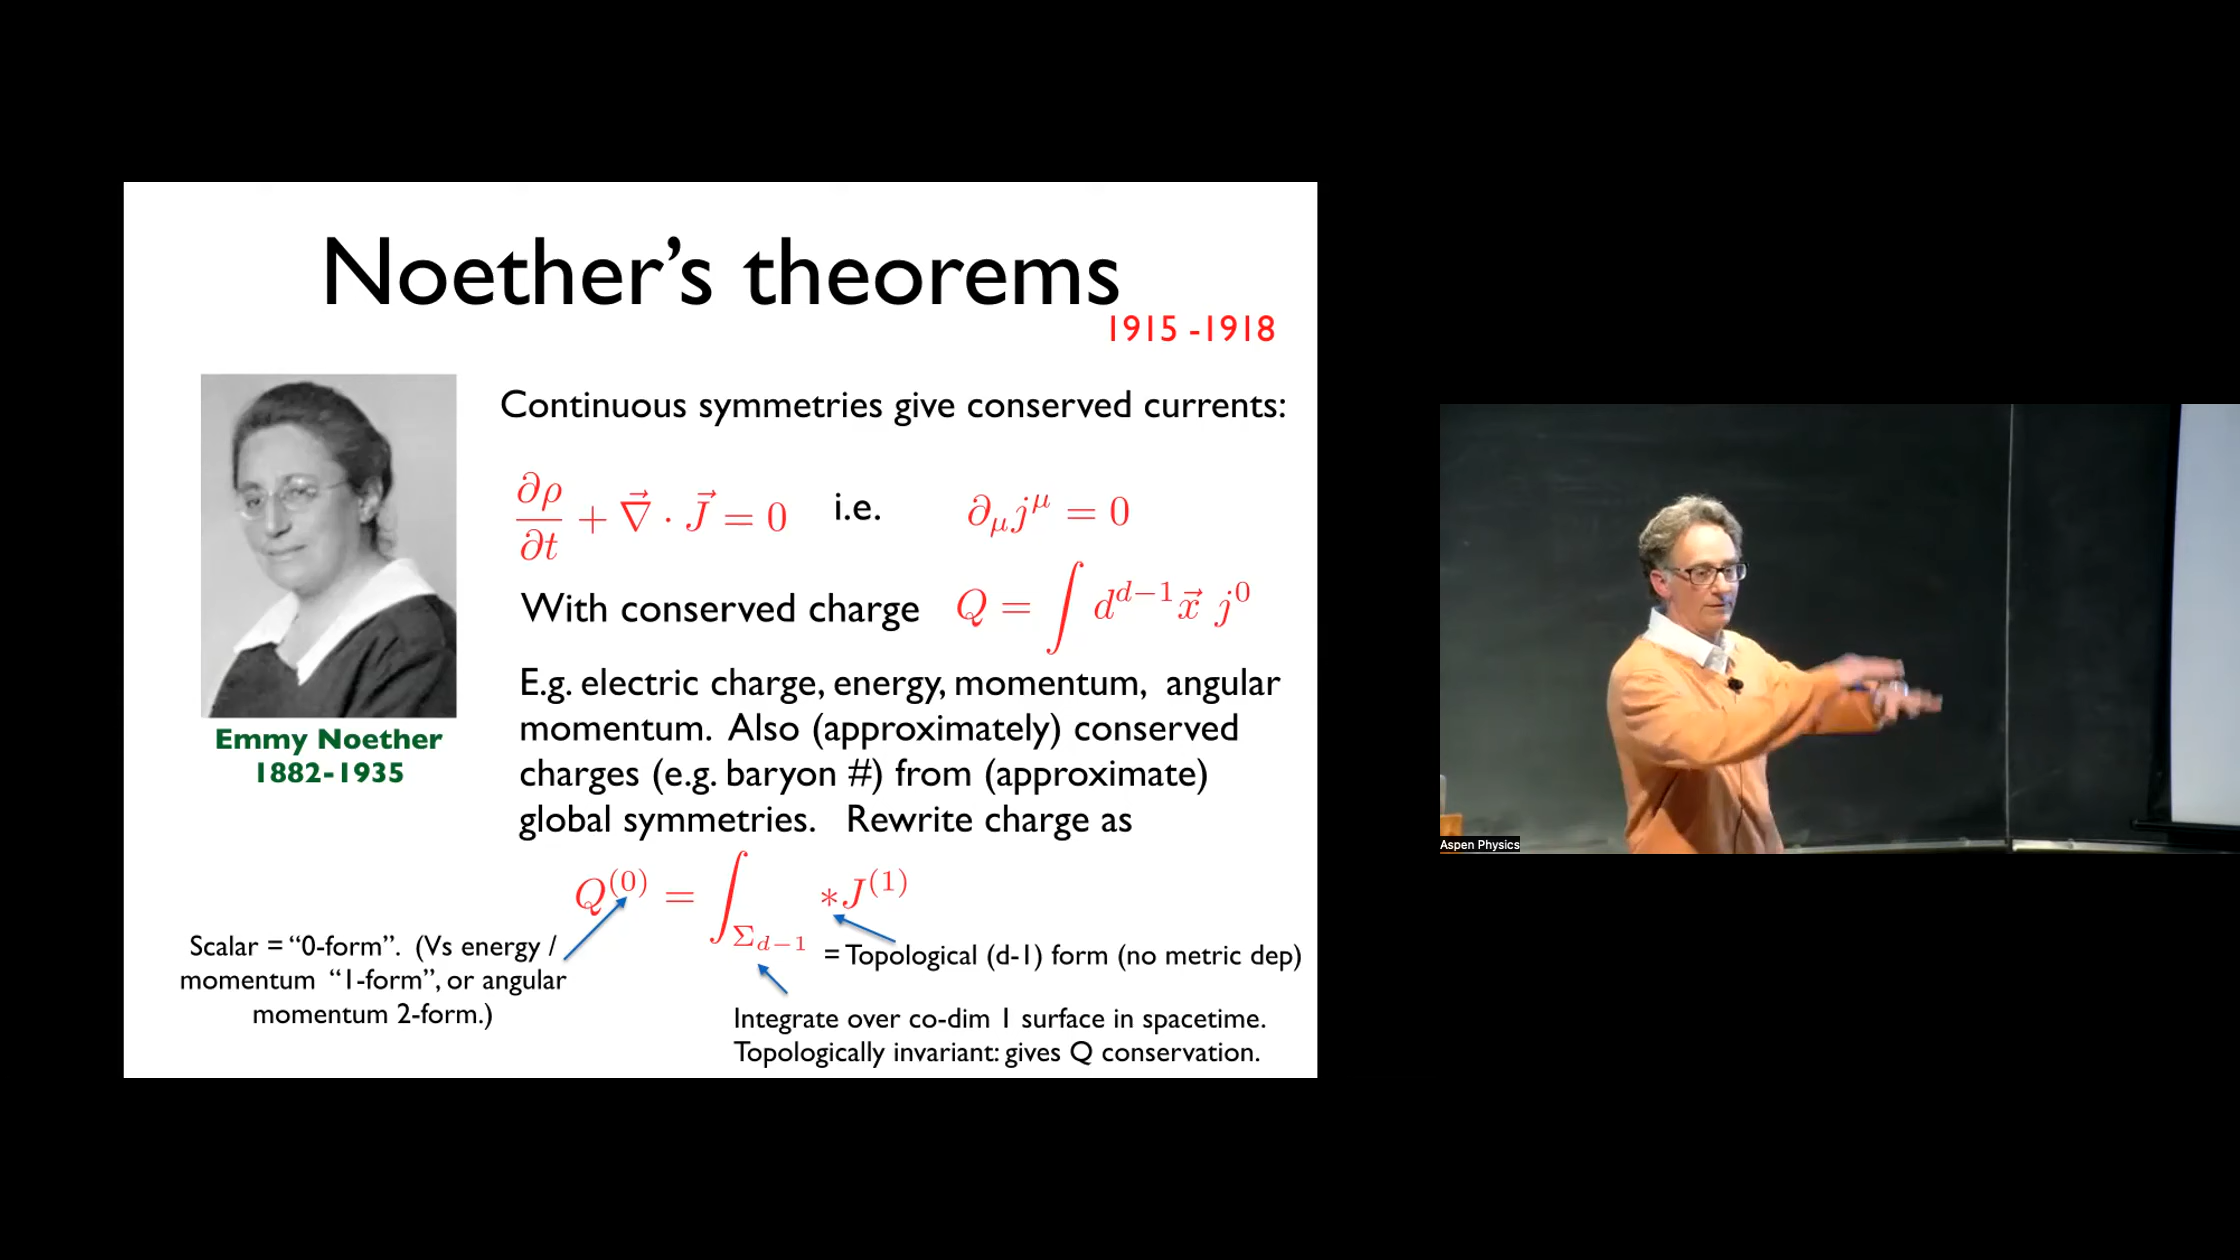 Noether’s theorems
1915 -1918
Continuous symmetries give conserved currents:
∂ρ/∂t + ∇⃗ · J⃗ = 0 i.e. ∂_μ j^μ = 0
With conserved charge Q = ∫ d^{d−1}x⃗ j^0
E.g. electric charge, energy, momentum, angular
momentum. Also (approximately) conserved
charges (e.g. baryon #) from (approximate)
global symmetries. Rewrite charge as
Emmy Noether
1882-1935
Q^{(0)} = ∫_{Σ_{d−1}} *J^{(1)}
Scalar = “0-form”. (Vs energy /
momentum “1-form”, or angular
momentum 2-form.)
= Topological (d-1) form (no metric dep)
Integrate over co-dim 1 surface in spacetime.
Topologically invariant: gives Q conservation.
Aspen Physics